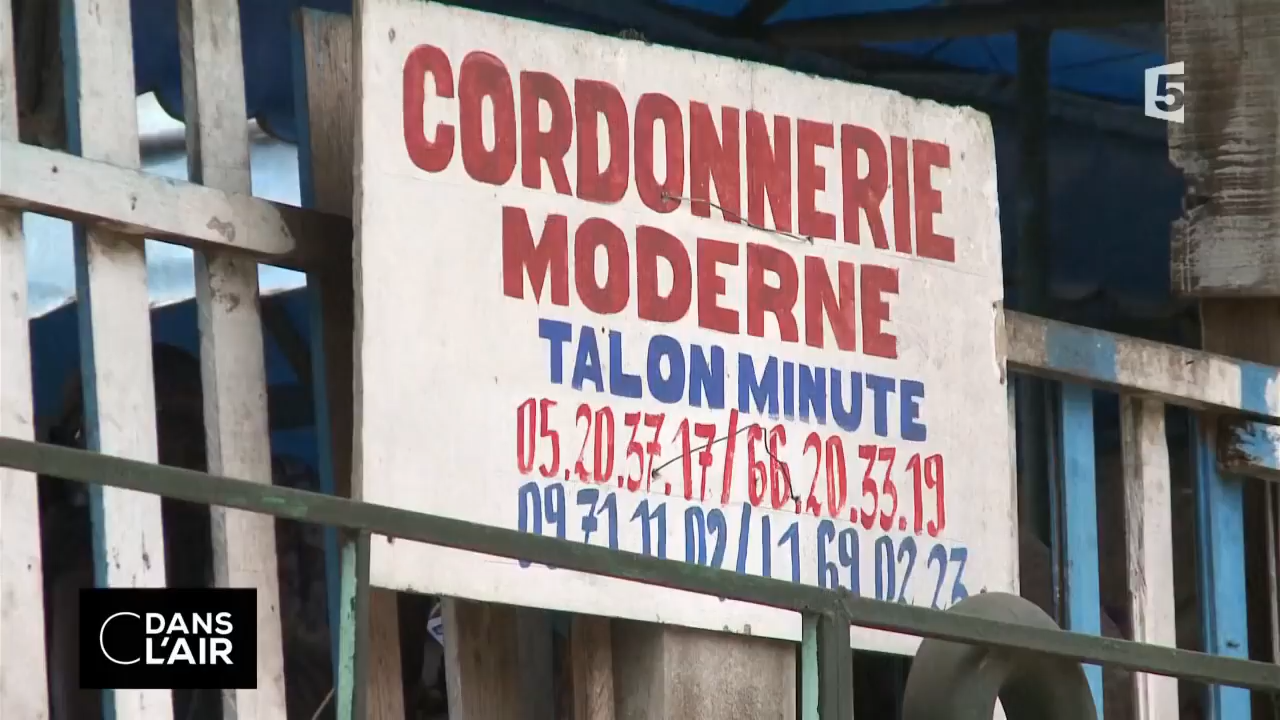 CORDONNERIE
MODERNE
TALON MINUTE
05.20.37.17/66.20.33.19
09 71 11 02/ 69 02 23
5
C DANS
L'AIR